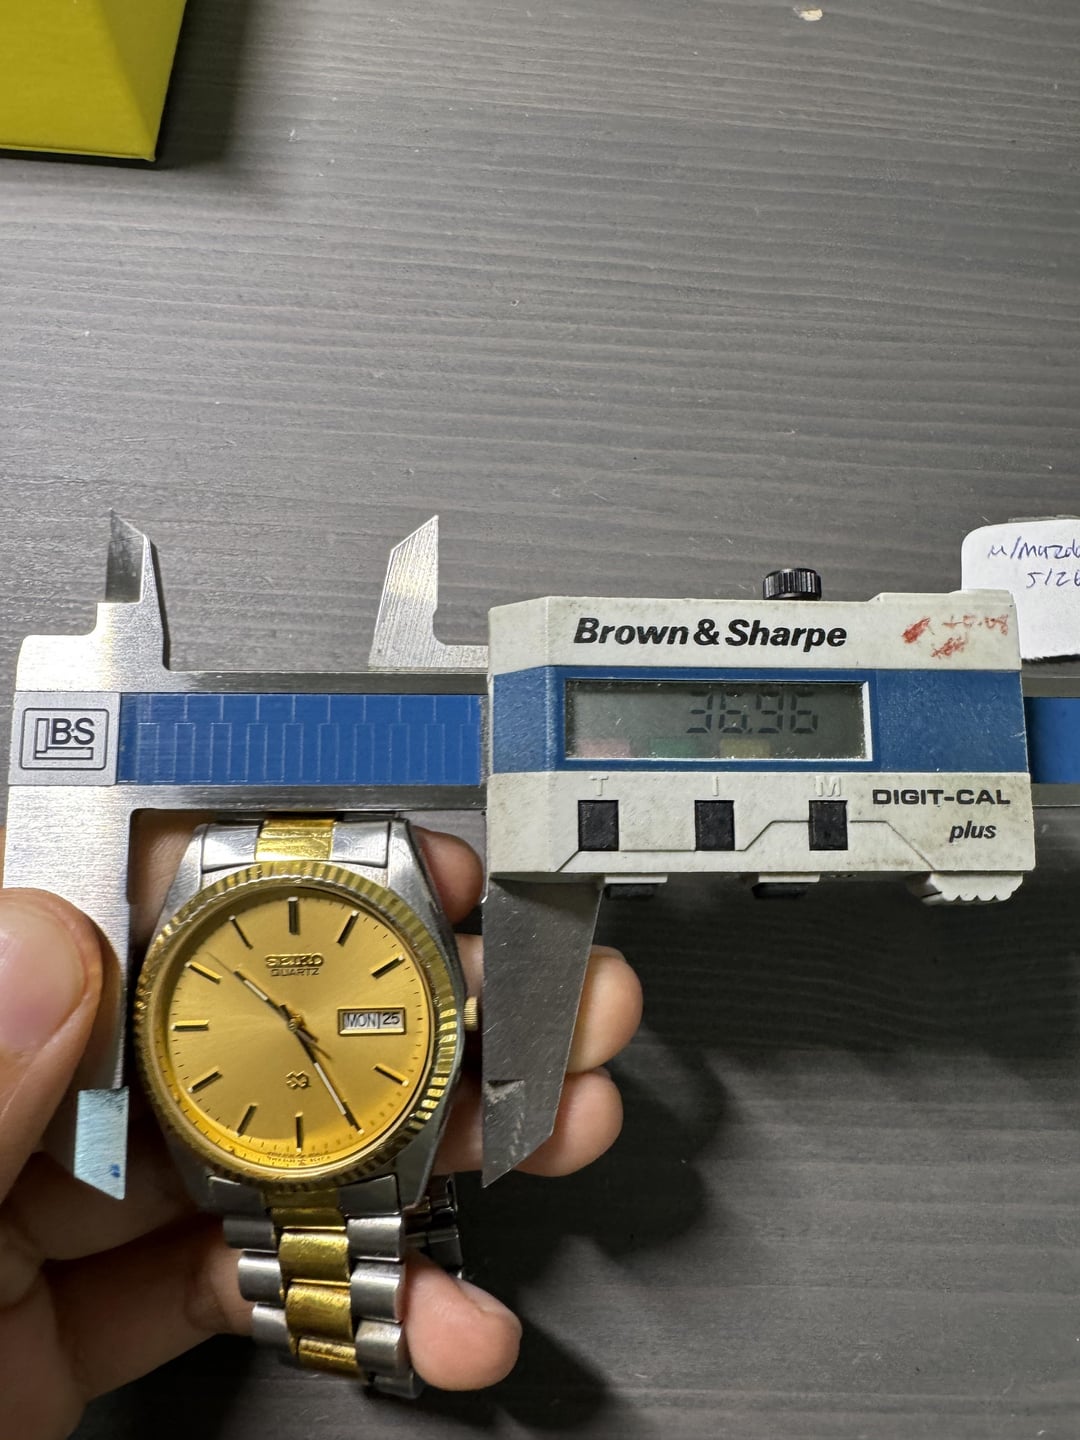 Brown & Sharpe
36.96
BS
T I M
DIGIT-CAL
plus
SEIKO
QUARTZ
MON 25